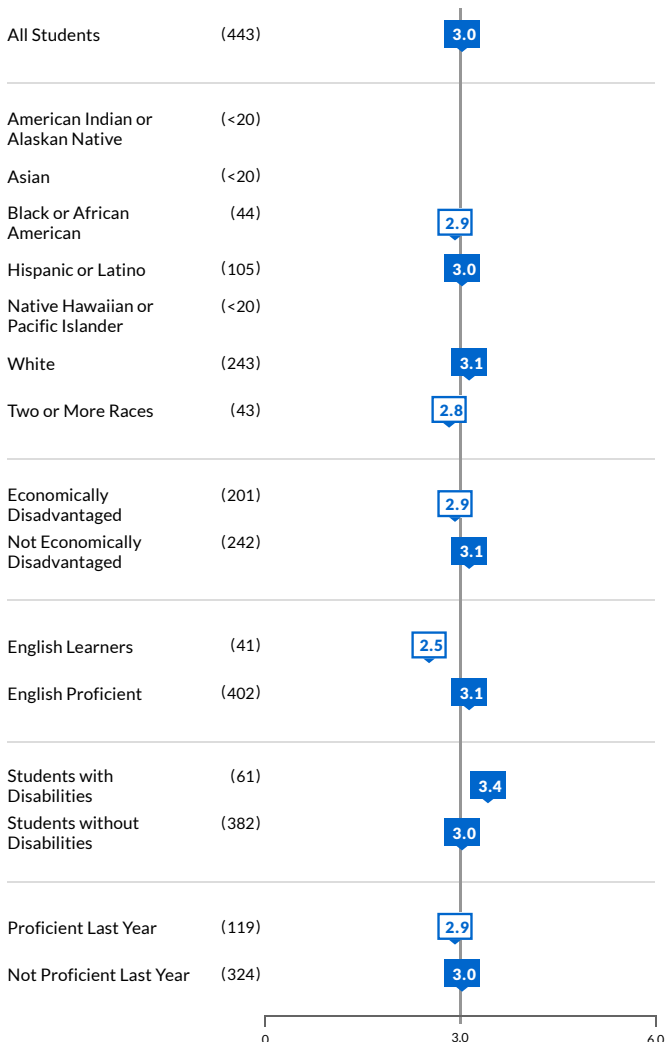 All Students (443) 3.0
American Indian or (<20)
Alaskan Native
Asian (<20)
Black or African (44) 2.9
American
Hispanic or Latino (105) 3.0
Native Hawaiian or (<20)
Pacific Islander
White (243) 3.1
Two or More Races (43) 2.8
Economically (201) 2.9
Disadvantaged
Not Economically (242) 3.1
Disadvantaged
English Learners (41) 2.5
English Proficient (402) 3.1
Students with (61) 3.4
Disabilities
Students without (382) 3.0
Disabilities
Proficient Last Year (119) 2.9
Not Proficient Last Year (324) 3.0
0 3.0 6.0